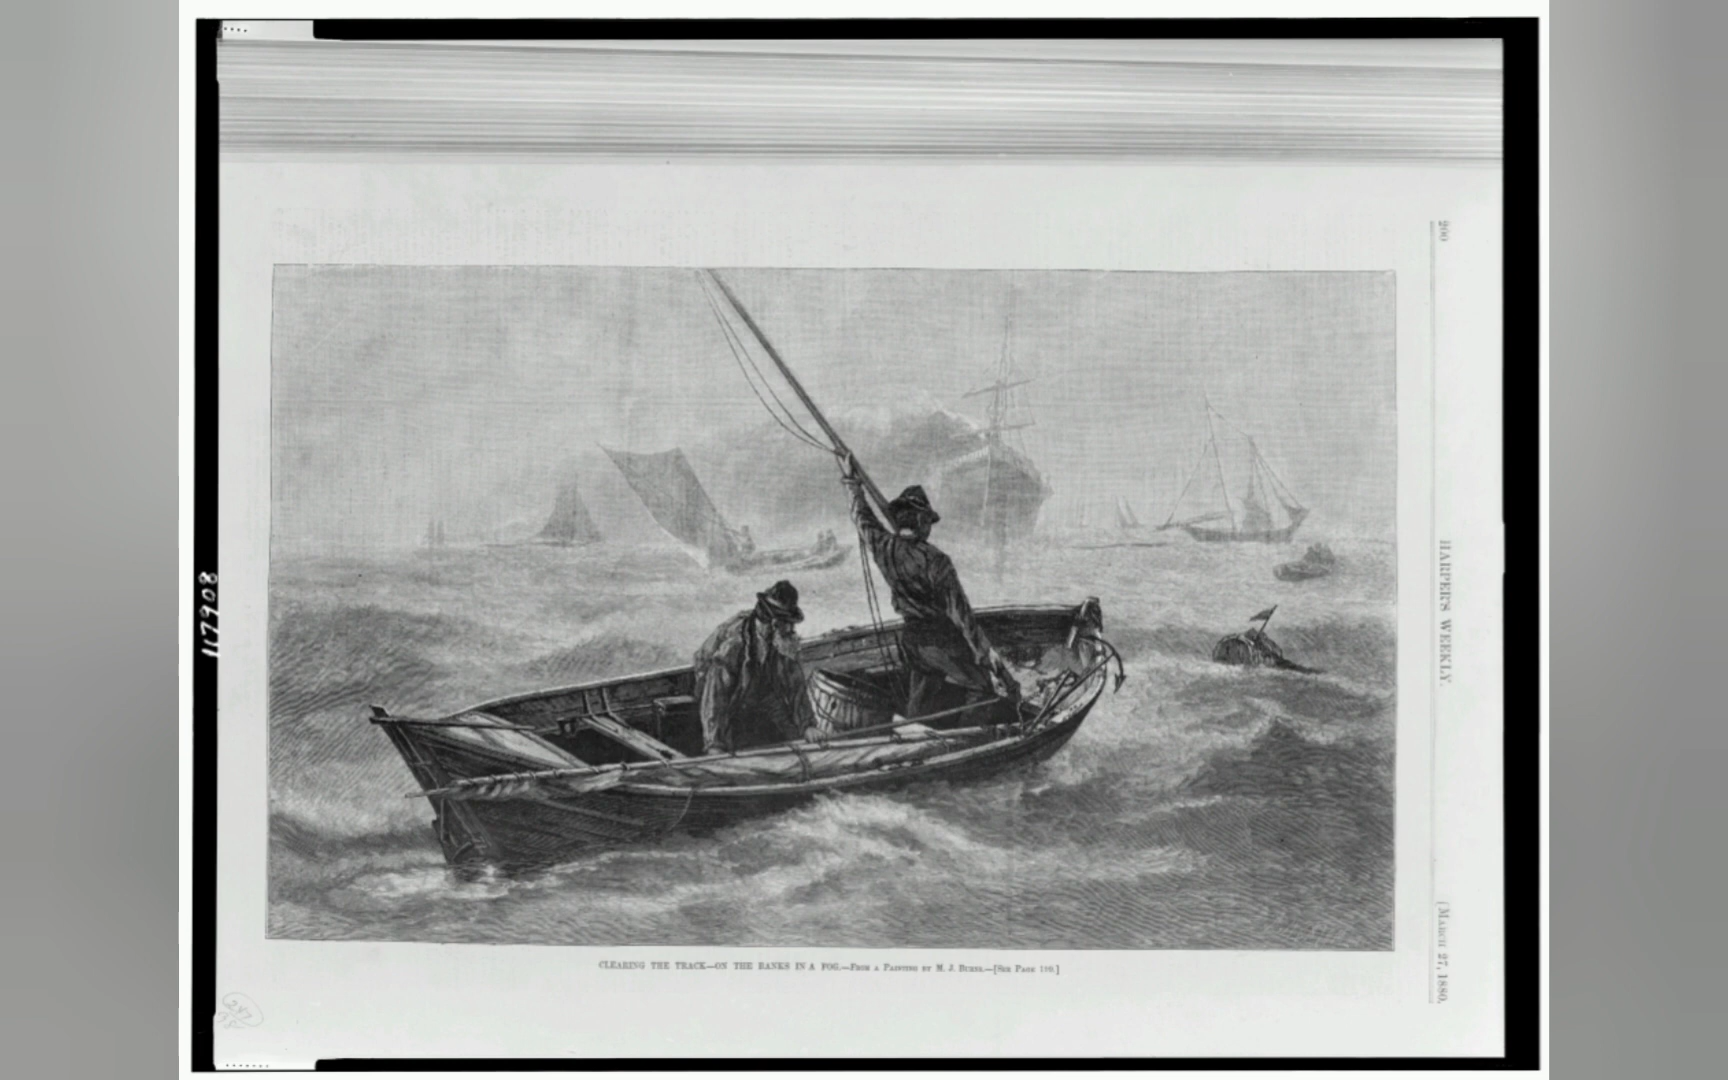 200
HARPER'S WEEKLY.
[MARCH 27, 1880.
CLEARING THE TRACK—ON THE BANKS IN A FOG.—FROM A PAINTING BY M. J. BURNS.—[SEE PAGE 199.]
117908